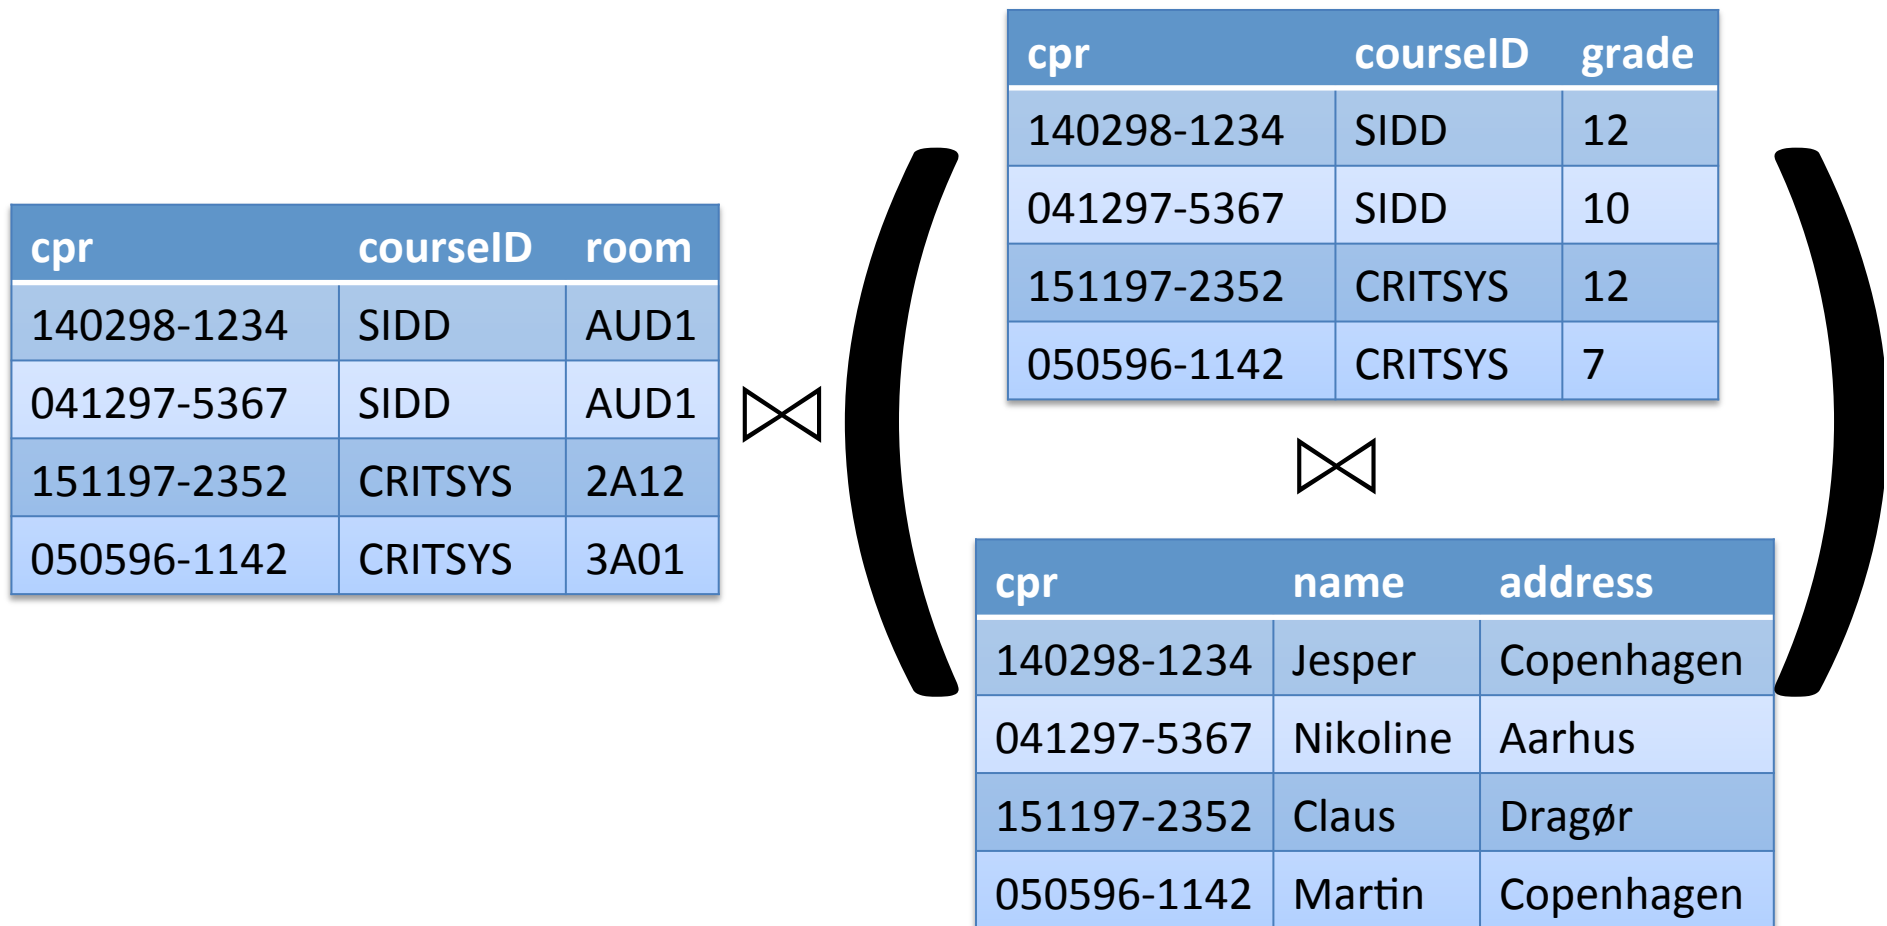 cpr courseID room
140298-1234 SIDD AUD1
041297-5367 SIDD AUD1
151197-2352 CRITSYS 2A12
050596-1142 CRITSYS 3A01
⋈
(
cpr courseID grade
140298-1234 SIDD 12
041297-5367 SIDD 10
151197-2352 CRITSYS 12
050596-1142 CRITSYS 7
⋈
cpr name address
140298-1234 Jesper Copenhagen
041297-5367 Nikoline Aarhus
151197-2352 Claus Dragør
050596-1142 Martin Copenhagen
)